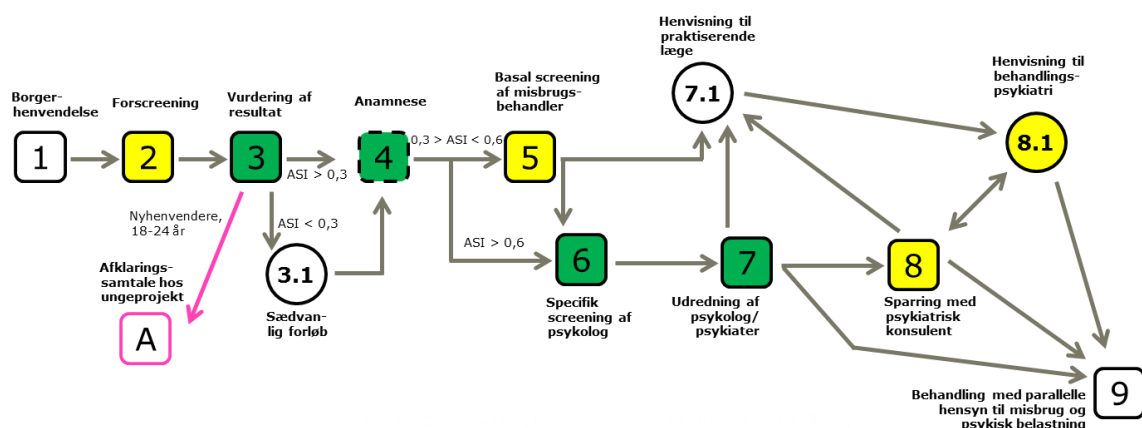 Borger-
henvendelse
1
Forscreening
2
Vurdering af
resultat
3
ASI > 0,3
ASI < 0,3
Nyhenvendere,
18-24 år
Afklarings-
samtale hos
ungeprojekt
A
3.1
Sædvan-
lig forløb
Anamnese
4
0,3 > ASI < 0,6
ASI > 0,6
Basal screening
af misbrugs-
behandler
5
6
Specifik
screening af
psykolog
Henvisning til
praktiserende
læge
7.1
7
Udredning af
psykolog/
psykiater
8
Sparring med
psykiatrisk
konsulent
Henvisning til
behandlings-
psykiatri
8.1
9
Behandling med parallelle
hensyn til misbrug og
psykisk belastning